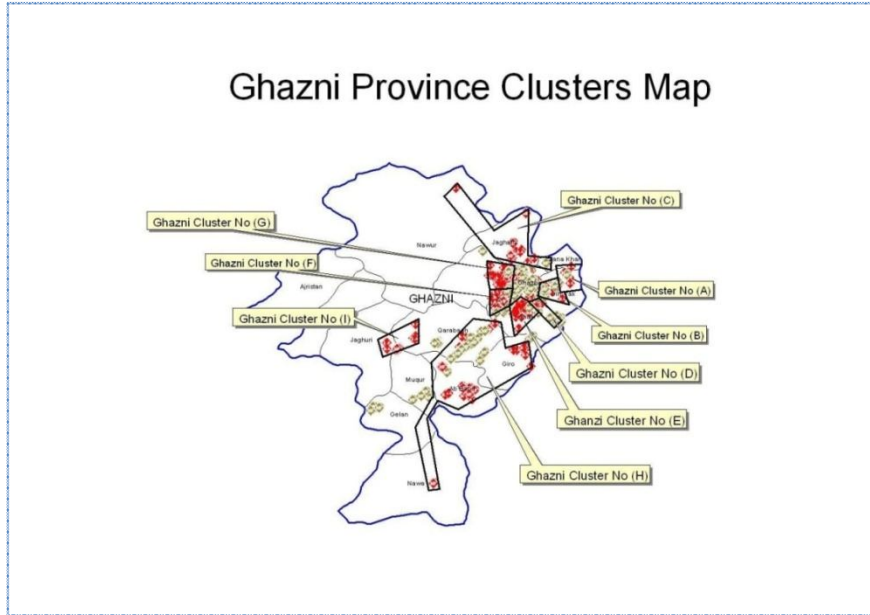 Ghazni Province Clusters Map
Ghazni Cluster No (C)
Ghazni Cluster No (G)
Nawur
Jaghatu
Ghazni Cluster No (F)
Ajristan
GHAZNI
Ghazni Cluster No (A)
Ghazni Cluster No (I)
Qarabagh
Jaghuri
Ghazni Cluster No (B)
Giro
Ghazni Cluster No (D)
Muqur
Gelan
Ghanzi Cluster No (E)
Ghazni Cluster No (H)
Nawa